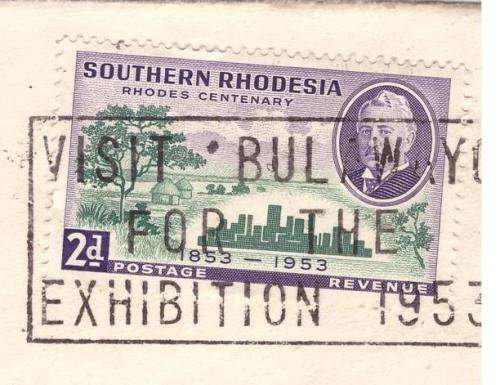 SOUTHERN RHODESIA
RHODES CENTENARY
VISIT BULAWAYO
FOR THE
1853 — 1953
2d
POSTAGE REVENUE
EXHIBITION 1953